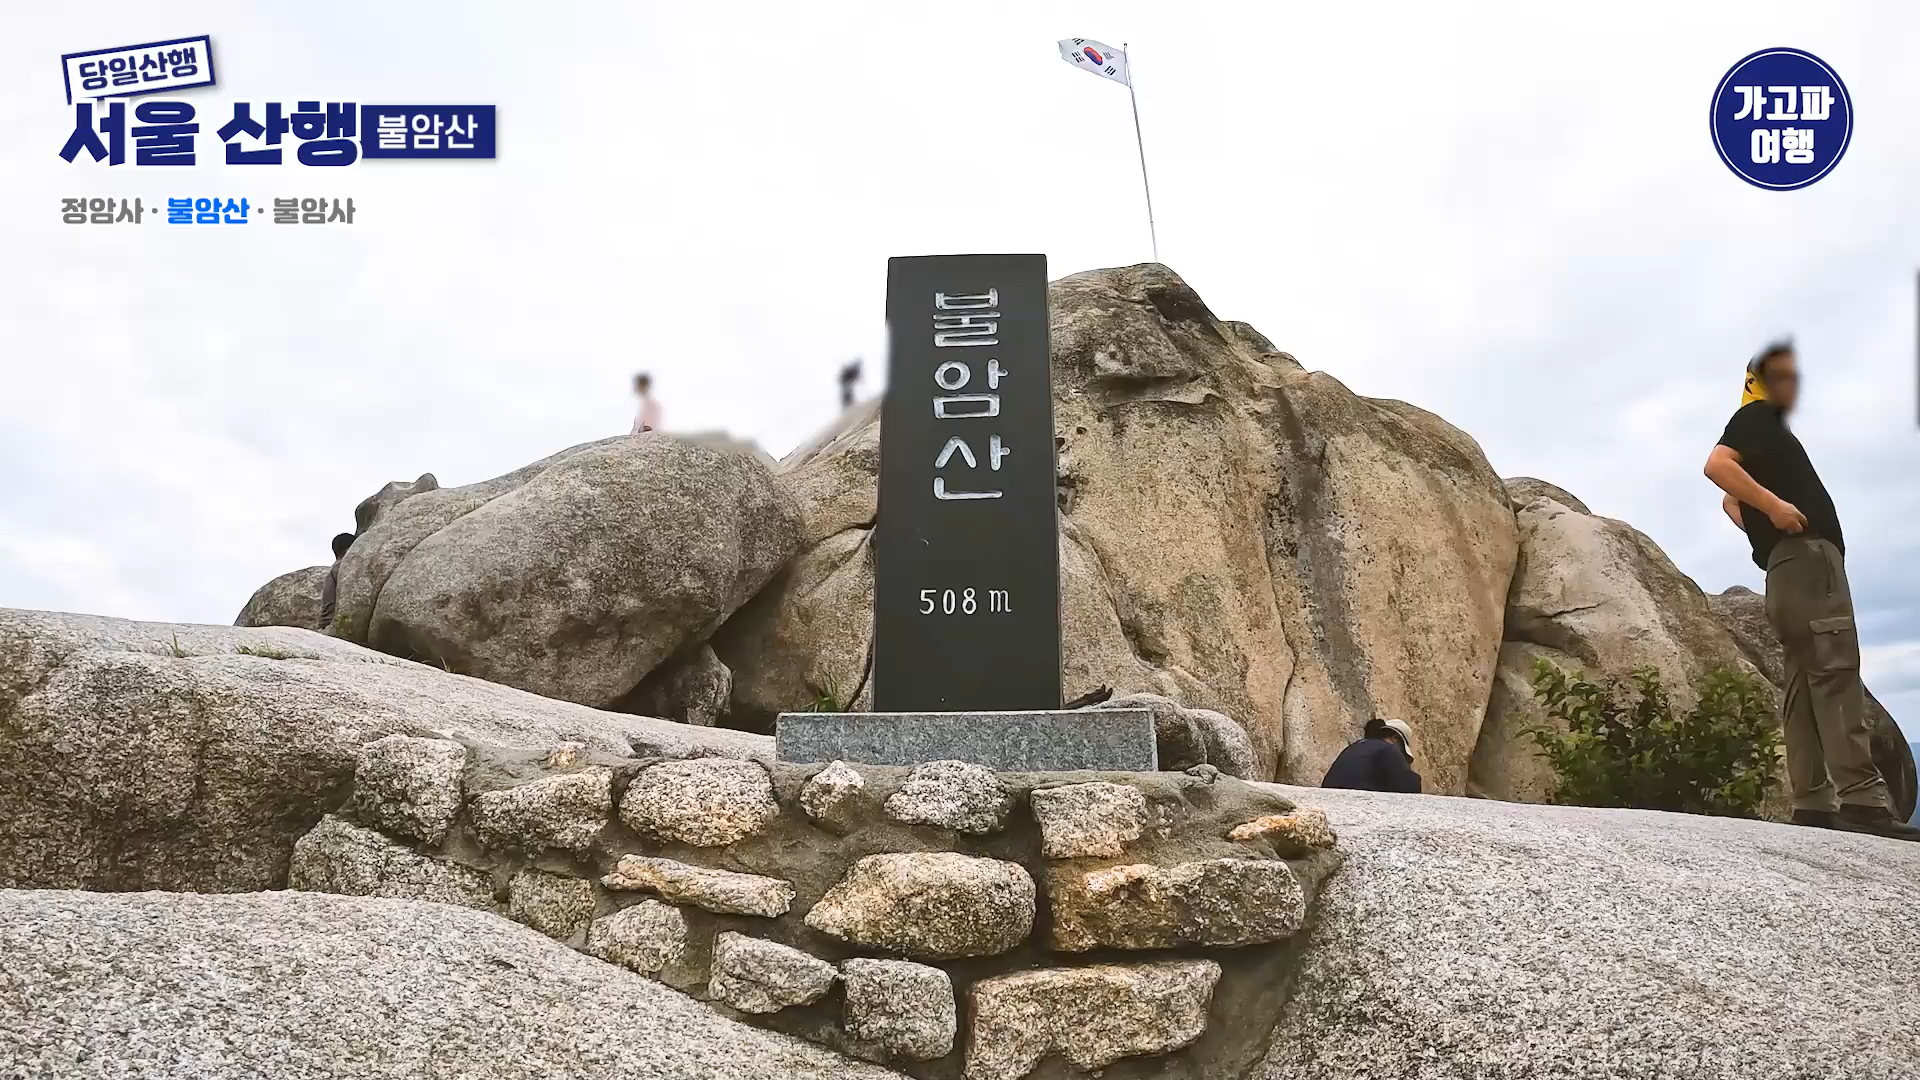 당일산행
서울 산행 불암산
정암사 · 불암산 · 불암사
가고파
여행
불
암
산
508 m